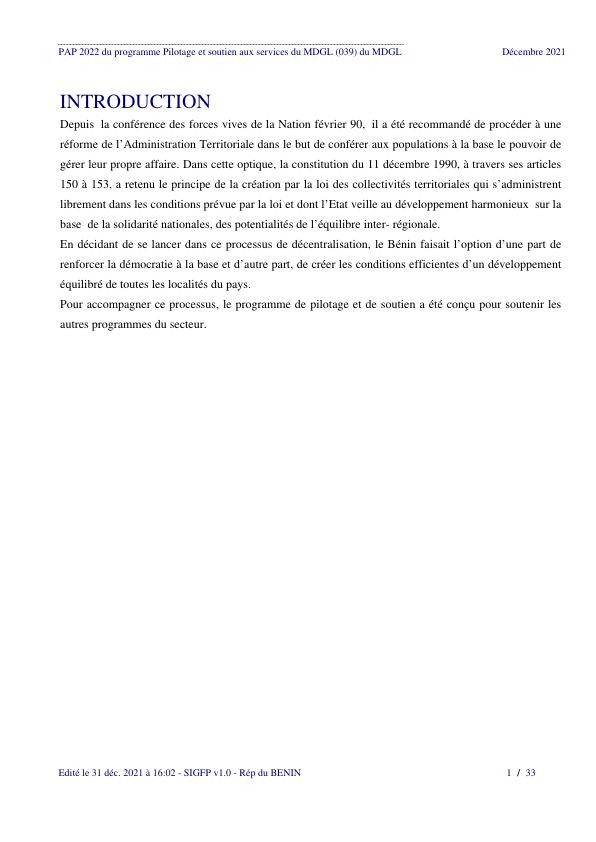 PAP 2022 du programme Pilotage et soutien aux services du MDGL (039) du MDGL Décembre 2021
INTRODUCTION
Depuis  la conférence des forces vives de la Nation février 90,  il a été recommandé de procéder à une
réforme de l’Administration Territoriale dans le but de conférer aux populations à la base le pouvoir de
gérer leur propre affaire. Dans cette optique, la constitution du 11 décembre 1990, à travers ses articles
150 à 153, a retenu le principe de la création par la loi des collectivités territoriales qui s’administrent
librement dans les conditions prévue par la loi et dont l’Etat veille au développement harmonieux  sur la
base  de la solidarité nationales, des potentialités de l’équilibre inter- régionale.
En décidant de se lancer dans ce processus de décentralisation, le Bénin faisait l’option d’une part de
renforcer la démocratie à la base et d’autre part, de créer les conditions efficientes d’un développement
équilibré de toutes les localités du pays.
Pour accompagner ce processus, le programme de pilotage et de soutien a été conçu pour soutenir les
autres programmes du secteur.
Edité le 31 déc. 2021 à 16:02 - SIGFP v1.0 - Rép du BENIN 1 / 33